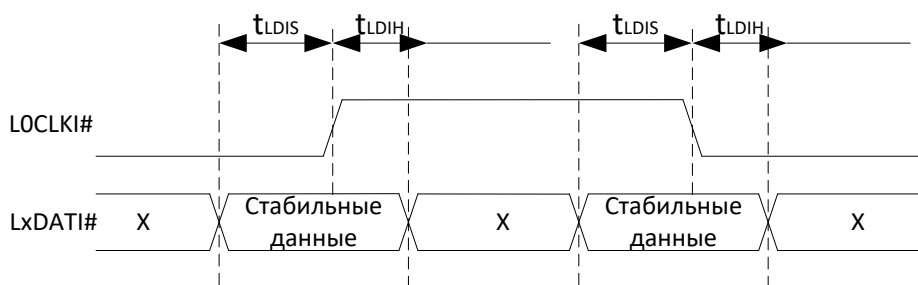 tLDIS
tLDIH
tLDIS
tLDIH
L0CLKI#
LxDATI#
X
Стабильные
данные
X
Стабильные
данные
X